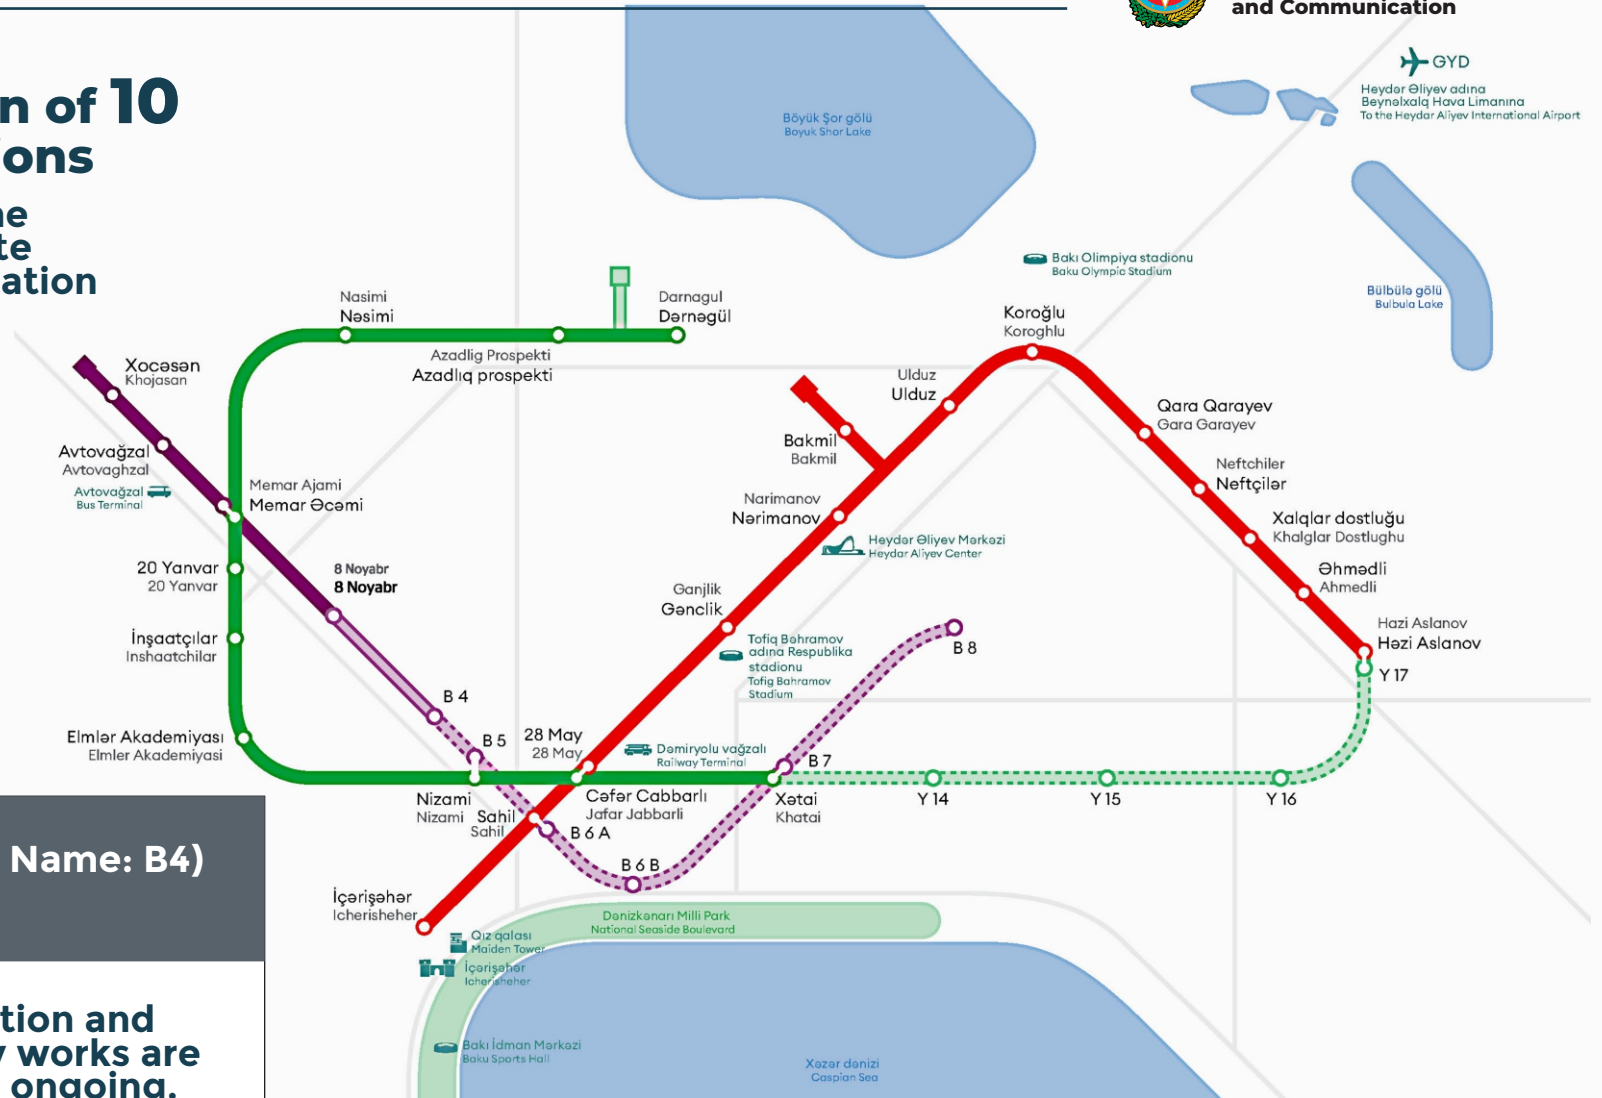 and Communication
n of 10
ons
ne
te
ation
GYD
Heydər Əliyev adına
Beynəlxalq Hava Limanına
To the Heydar Aliyev International Airport
Böyük Şor gölü
Boyuk Shor Lake
Bakı Olimpiya stadionu
Baku Olympic Stadium
Bülbülə gölü
Bulbula Lake
Nasimi
Nəsimi
Azadlig Prospekti
Azadlıq prospekti
Darnagul
Dərnəgül
Koroğlu
Koroghlu
Xocəsən
Khojasan
Avtovağzal
Avtovaghzal
Avtovağzal
Bus Terminal
Memar Ajami
Memar Əcəmi
Ulduz
Ulduz
Bakmil
Bakmil
Qara Qarayev
Gara Garayev
Neftchiler
Neftçilər
Narimanov
Nərimanov
Xalqlar dostluğu
Khalglar Dostlughu
Heydər Əliyev Mərkəzi
Heydar Aliyev Center
20 Yanvar
20 Yanvar
8 Noyabr
8 Noyabr
Ganjlik
Gənclik
Əhmədli
Ahmedli
İnşaatçılar
Inshaatchilar
Tofiq Bəhramov
adına Respublika
stadionu
Tofig Bahramov
Stadium
B 8
Hazi Aslanov
Həzi Aslanov
Y 17
B 4
Elmlər Akademiyası
Elmler Akademiyasi
B 5
28 May
28 May
Dəmiryolu vağzalı
Railway Terminal
B 7
Nizami
Nizami
Sahil
Sahil
Cəfər Cabbarlı
Jafar Jabbarli
B 6 A
Xətai
Khatai
Y 14
Y 15
Y 16
B 6 B
Name: B4)
İçərişəhər
Icherisheher
Dənizkənarı Milli Park
National Seaside Boulevard
Qız qalası
Maiden Tower
İçərişəhər
Icherisheher
tion and
y works are
ongoing.
Bakı İdman Mərkəzi
Baku Sports Hall
Xəzər dənizi
Caspian Sea